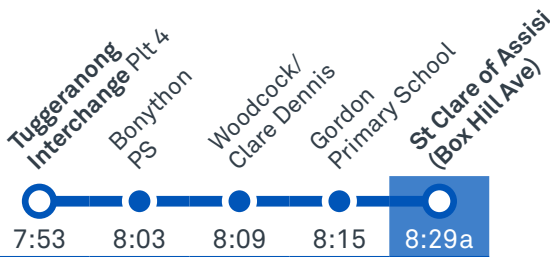 Tuggeranong
Interchange Plt 4
Bonython
PS
Woodcock/
Clare Dennis
Gordon
Primary School
St Clare of Assisi
(Box Hill Ave)
7:53
8:03
8:09
8:15
8:29a